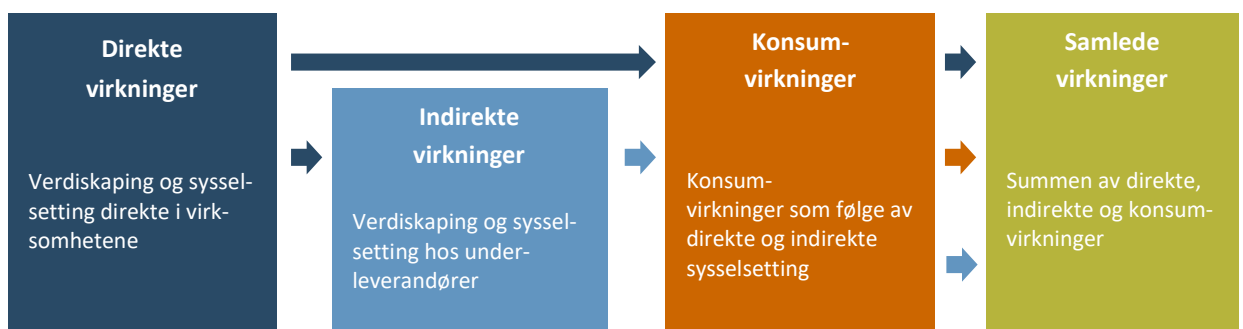 Direkte
virkninger
Verdiskaping og syssel-
setting direkte i virk-
somhetene
Indirekte
virkninger
Verdiskaping og syssel-
setting hos under-
leverandører
Konsum-
virkninger
Konsum-
virkninger som følge av
direkte og indirekte
sysselsetting
Samlede
virkninger
Summen av direkte,
indirekte og konsum-
virkninger